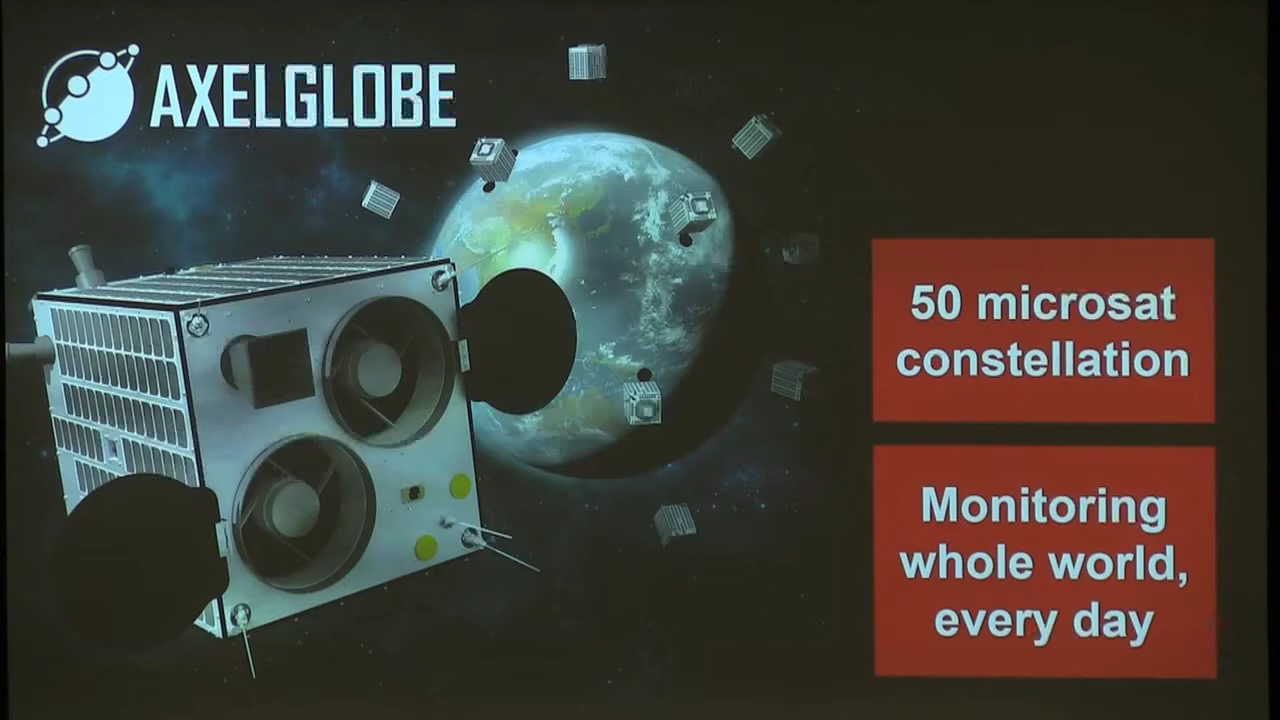 AXELGLOBE
50 microsat
constellation
Monitoring
whole world,
every day